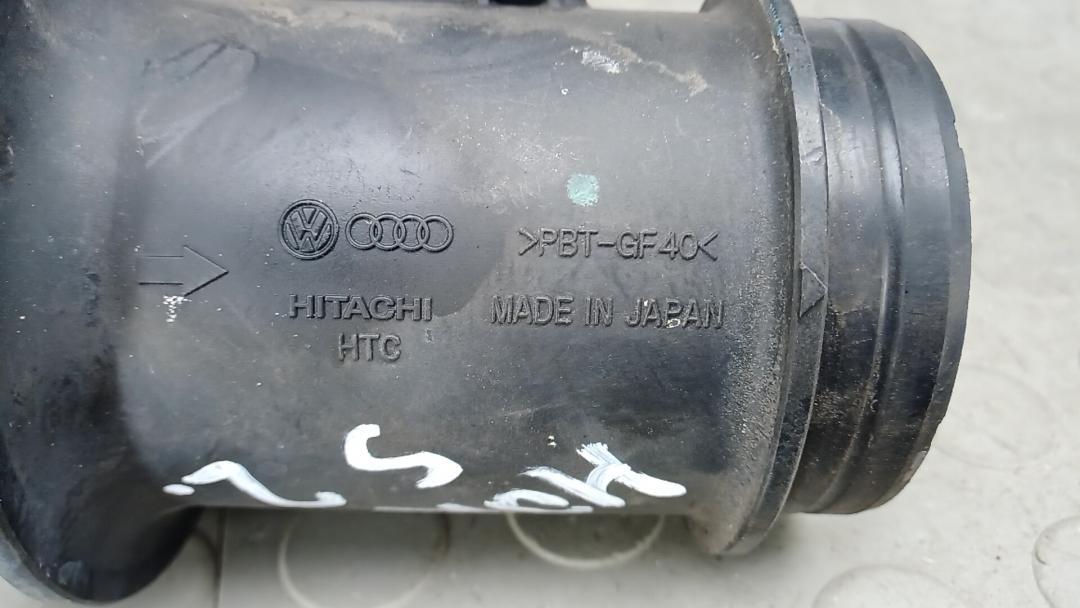 >PBT-GF40<
HITACHI
MADE IN JAPAN
HTC